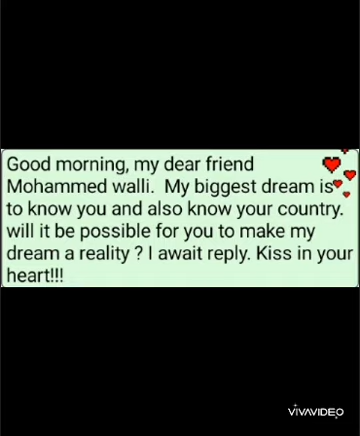 Good morning, my dear friend
Mohammed walli. My biggest dream is
to know you and also know your country.
will it be possible for you to make my
dream a reality ? I await reply. Kiss in your
heart!!!
VIVAVIDEO